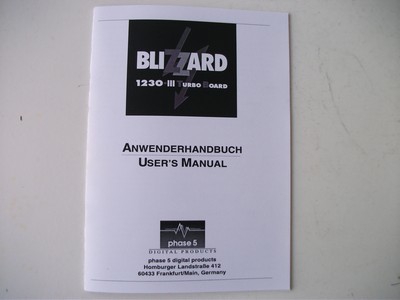 BLIZZARD
1230-III TURBO BOARD
ANWENDERHANDBUCH
USER'S MANUAL
phase 5
DIGITAL PRODUCTS
phase 5 digital products
Homburger Landstraße 412
60433 Frankfurt/Main, Germany